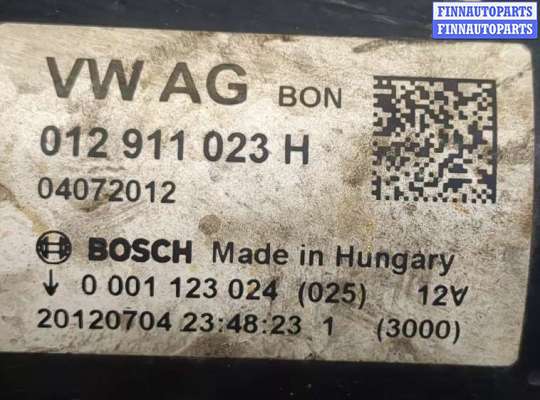 FINNAUTOPARTS
FINNAUTOPARTS
VW AG BON
012 911 023 H
04072012
BOSCH Made in Hungary
↓ 0 001 123 024 (025) 12V
20120704 23:48:23 1 (3000)